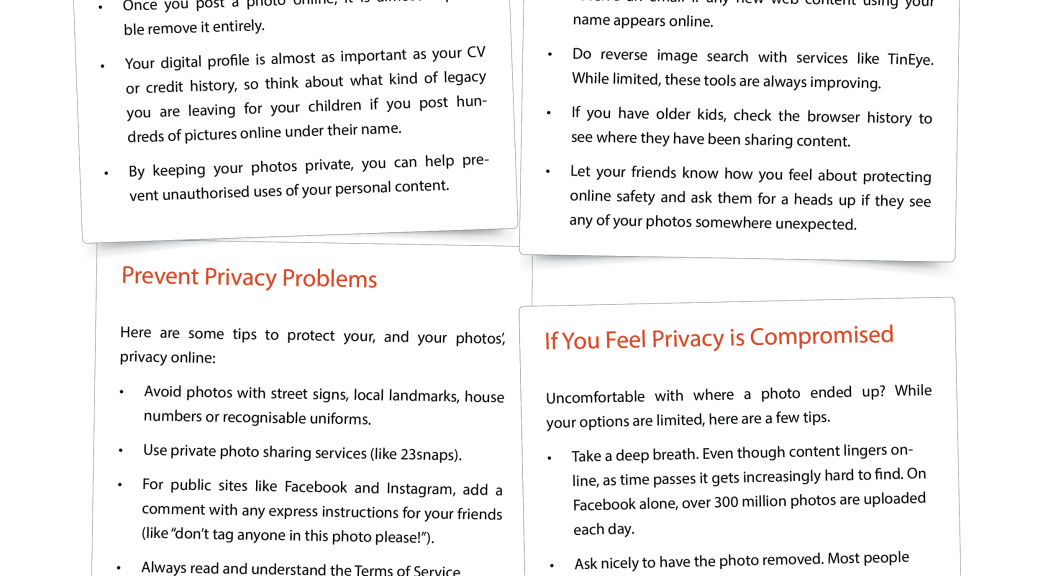 Once you post a photo online, it is
ble remove it entirely.
Your digital profile is almost as important as your CV
or credit history, so think about what kind of legacy
you are leaving for your children if you post hun-
dreds of pictures online under their name.
By keeping your photos private, you can help pre-
vent unauthorised uses of your personal content.
an email if any new web content using your
name appears online.
Do reverse image search with services like TinEye.
While limited, these tools are always improving.
If you have older kids, check the browser history to
see where they have been sharing content.
Let your friends know how you feel about protecting
online safety and ask them for a heads up if they see
any of your photos somewhere unexpected.
Prevent Privacy Problems
Here are some tips to protect your, and your photos',
privacy online:
Avoid photos with street signs, local landmarks, house
numbers or recognisable uniforms.
Use private photo sharing services (like 23snaps).
For public sites like Facebook and Instagram, add a
comment with any express instructions for your friends
(like “don't tag anyone in this photo please!”).
Always read and understand the Terms of Service
If You Feel Privacy is Compromised
Uncomfortable with where a photo ended up? While
your options are limited, here are a few tips.
Take a deep breath. Even though content lingers on-
line, as time passes it gets increasingly hard to find. On
Facebook alone, over 300 million photos are uploaded
each day.
Ask nicely to have the photo removed. Most people